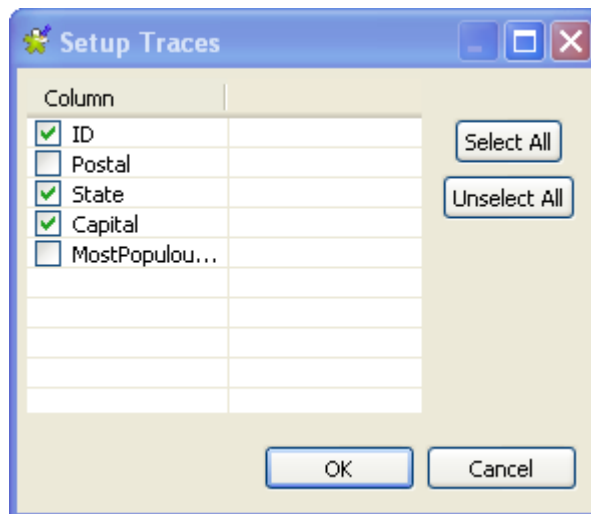 Setup Traces
Column
ID
Postal
State
Capital
MostPopulou...
Select All
Unselect All
OK
Cancel